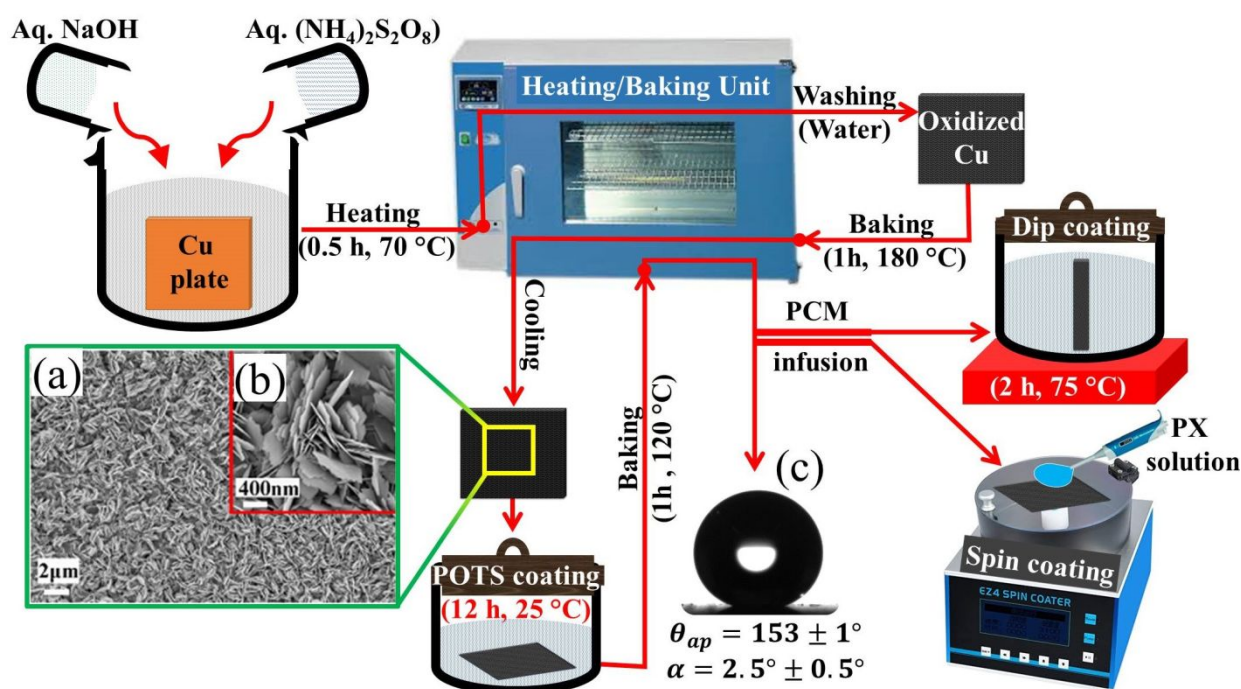 Aq. NaOH
Aq. (NH4)2S2O8)
Cu
plate
Heating
(0.5 h, 70 °C)
Heating/Baking Unit
Washing
(Water)
Oxidized
Cu
Baking
(1h, 180 °C)
Dip coating
(2 h, 75 °C)
Cooling
PCM
infusion
(a)
2μm
(b)
400nm
POTS coating
(12 h, 25 °C)
Baking
(1h , 120 °C)
(c)
θap = 153 ± 1°
α = 2.5° ± 0.5°
PX
solution
Spin coating
EZ4 SPIN COATER